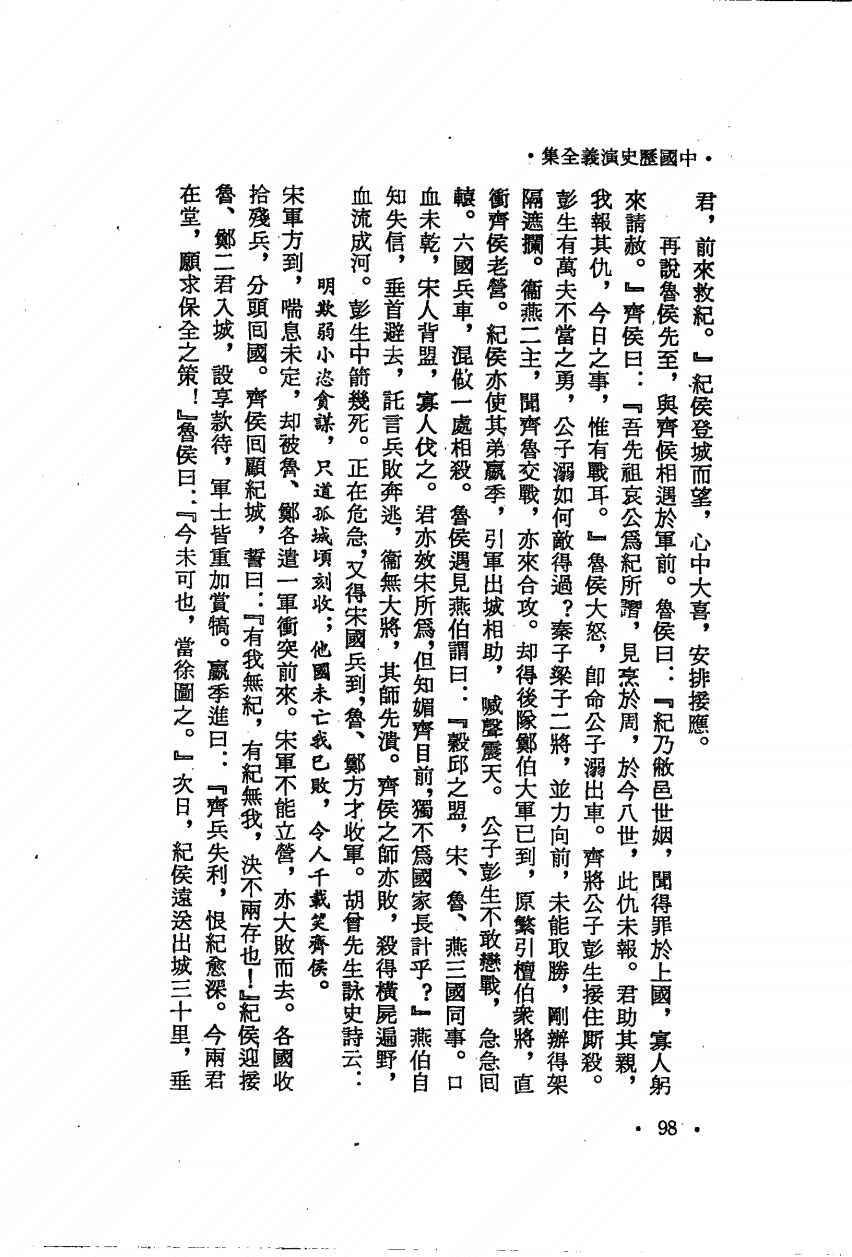 ・集全義演史歷國中・
君，前來救紀。』紀侯登城而望，心中大喜，安排接應。
再說魯侯先至，與齊侯相遇於軍前。魯侯曰：『紀乃敝邑世姻，聞得罪於上國，寡人躬
來請赦。』齊侯曰：『吾先祖哀公爲紀所譖，見烹於周，於今八世，此仇未報。君助其親，
我報其仇，今日之事，惟有戰耳。』魯侯大怒，卽命公子溺出車。齊將公子彭生接住厮殺。
彭生有萬夫不當之勇，公子溺如何敵得過？秦子梁子二將，並力向前，未能取勝，剛辦得架
隔遮攔。衞燕二主，聞齊魯交戰，亦來合攻。却得後隊鄭伯大軍已到，原繁引檀伯衆將，直
衝齊侯老營。紀侯亦使其弟嬴季，引軍出城相助，喊聲震天。公子彭生不敢戀戰，急急回
轅。六國兵車，混做一處相殺。魯侯遇見燕伯謂曰：『穀邱之盟，宋、魯、燕三國同事。口
血未乾，宋人背盟，寡人伐之。君亦效宋所爲，但知媚齊目前，獨不爲國家長計乎？』燕伯自
知失信，垂首避去，託言兵敗奔逃，衞無大將，其師先潰。齊侯之師亦敗，殺得橫屍遍野，
血流成河。彭生中箭幾死。正在危急，又得宋國兵到，魯、鄭方才收軍。胡曾先生詠史詩云：
明欺弱小恣貪謀，只道孤城頃刻收；他國未亡我已敗，令人千載笑齊侯。
宋軍方到，喘息未定，却被魯、鄭各遣一軍衝突前來。宋軍不能立營，亦大敗而去。各國收
拾殘兵，分頭回國。齊侯回顧紀城，誓曰：『有我無紀，有紀無我，決不兩存也！』紀侯迎接
魯、鄭二君入城，設享款待，軍士皆重加賞犒。嬴季進曰：『齊兵失利，恨紀愈深。今兩君
在堂，願求保全之策！』魯侯曰：『今未可也，當徐圖之。』次日，紀侯遠送出城三十里，垂
・98・